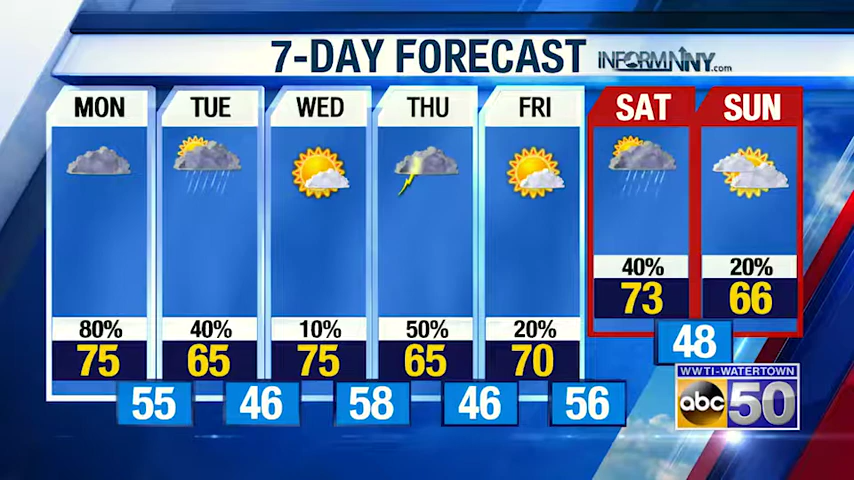 7-DAY FORECAST INFORMNNY.com
MON TUE WED THU FRI SAT SUN
40% 20%
73 66
80% 40% 10% 50% 20%
75 65 75 65 70
48
55 46 58 46 56
WWTI-WATERTOWN
abc 50